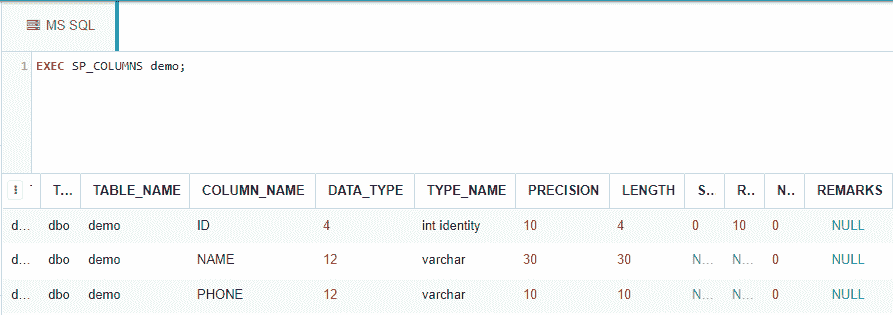 MS SQL
1 EXEC SP_COLUMNS demo;
T... TABLE_NAME COLUMN_NAME DATA_TYPE TYPE_NAME PRECISION LENGTH S.. R... N.. REMARKS
d... dbo demo ID 4 int identity 10 4 0 10 0 NULL
d... dbo demo NAME 12 varchar 30 30 N... N... 0 NULL
d... dbo demo PHONE 12 varchar 10 10 N... N... 0 NULL